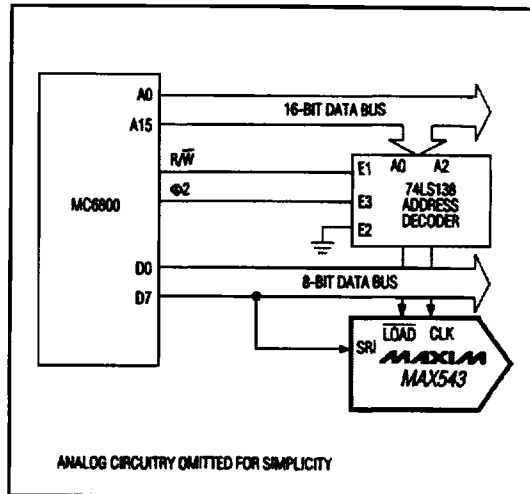 A0
16-BIT DATA BUS
A15
R/W̅
Φ2
MC6800
E1 A0 A2
74LS138
ADDRESS
DECODER
E3
E2
D0
8-BIT DATA BUS
D7
L̅O̅A̅D̅ CLK
SRI
MAXIM
MAX543
ANALOG CIRCUITRY OMITTED FOR SIMPLICITY